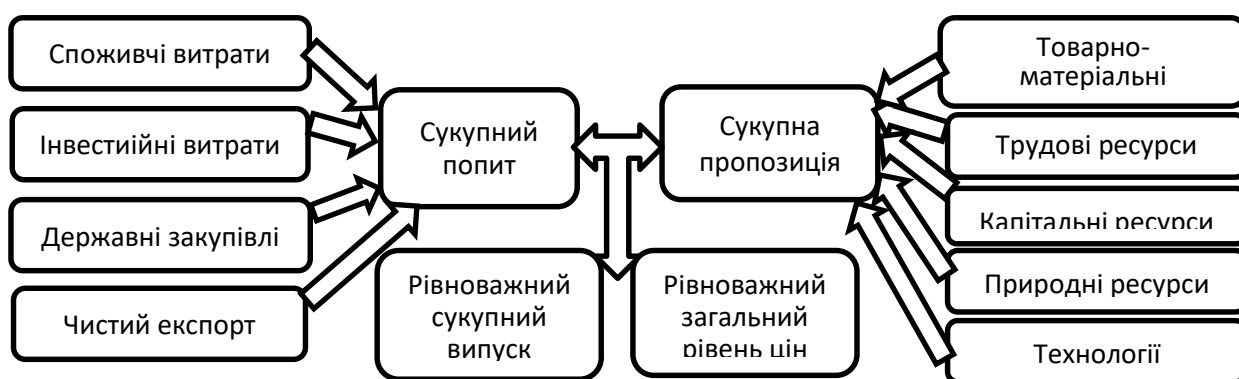 Споживчі витрати
Інвестиійні витрати
Державні закупівлі
Чистий експорт
Сукупний
попит
Сукупна
пропозиція
Рівноважний
сукупний
випуск
Рівноважний
загальний
рівень цін
Товарно-
матеріальні
Трудові ресурси
Капітальні ресурси
Природні ресурси
Технології